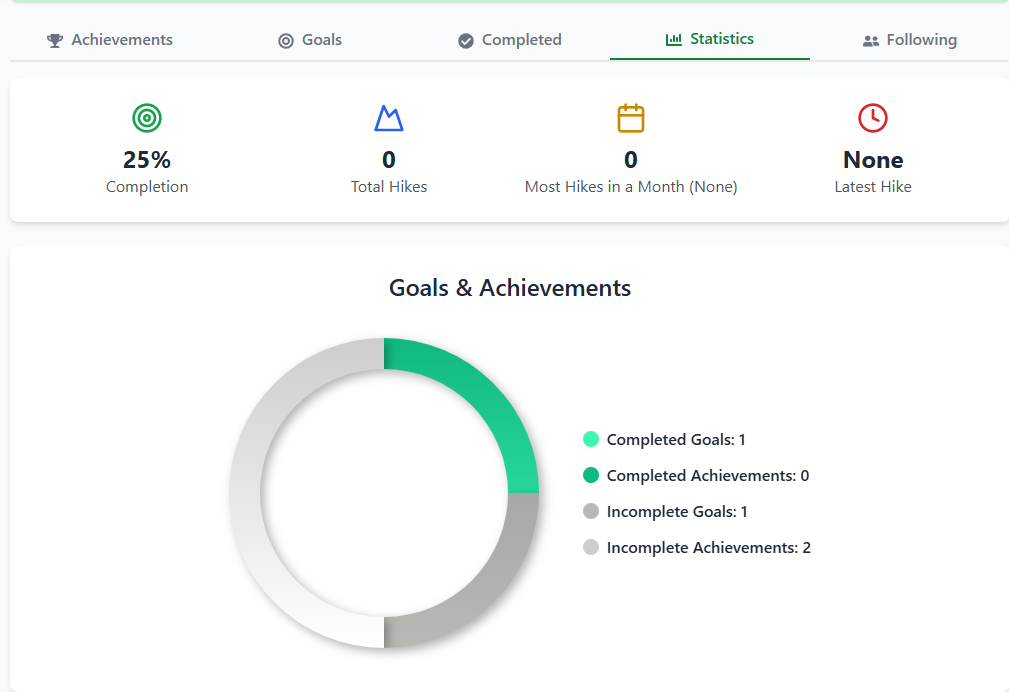 Achievements
Goals
Completed
Statistics
Following
25%
Completion
0
Total Hikes
0
Most Hikes in a Month (None)
None
Latest Hike
Goals & Achievements
Completed Goals: 1
Completed Achievements: 0
Incomplete Goals: 1
Incomplete Achievements: 2